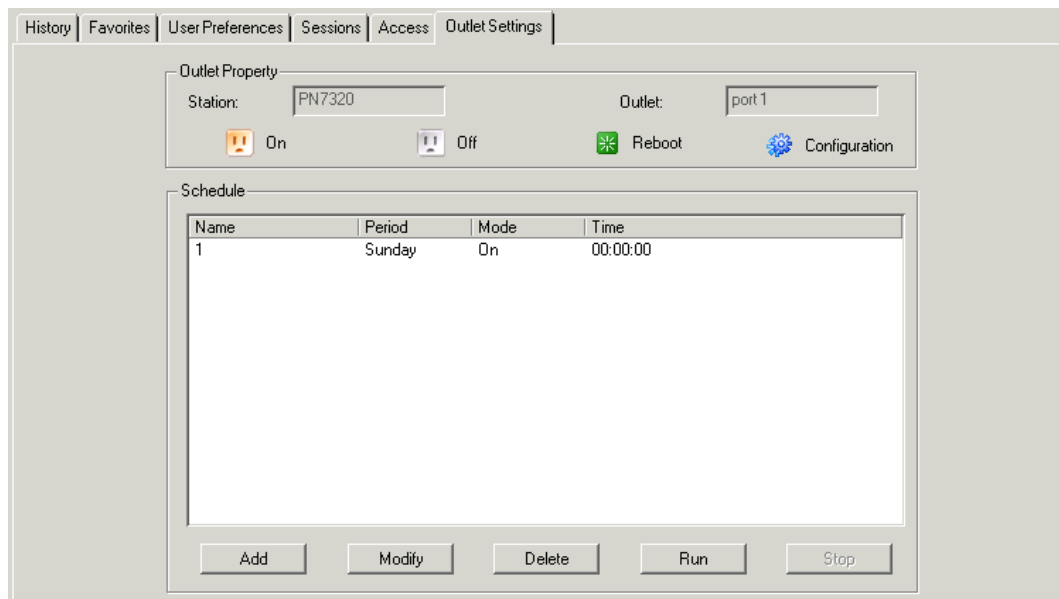 History Favorites User Preferences Sessions Access Outlet Settings
Outlet Property
Station: PN7320 Outlet: port 1
On Off Reboot Configuration
Schedule
Name Period Mode Time
1 Sunday On 00:00:00
Add Modify Delete Run Stop